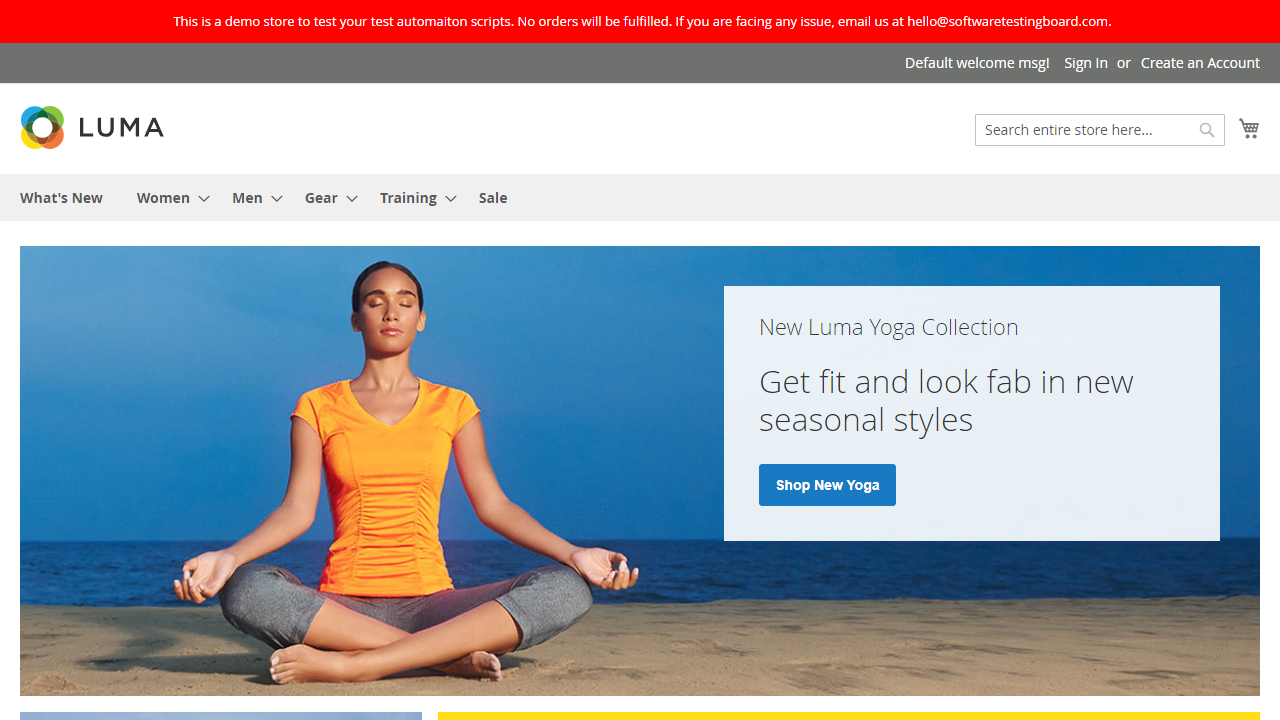 This is a demo store to test your test automaiton scripts. No orders will be fulfilled. If you are facing any issue, email us at hello@softwaretestingboard.com.
Default welcome msg! Sign In or Create an Account
LUMA
Search entire store here...
What's New Women Men Gear Training Sale
New Luma Yoga Collection
Get fit and look fab in new
seasonal styles
Shop New Yoga